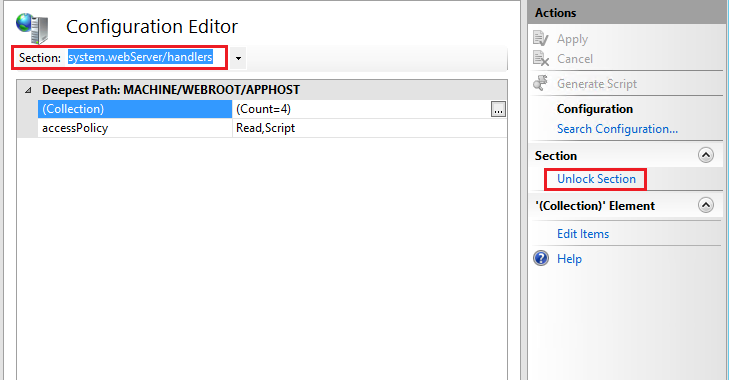 Configuration Editor
Section: system.webServer/handlers
Deepest Path: MACHINE/WEBROOT/APPHOST
(Collection) (Count=4) ...
accessPolicy Read,Script
Actions
Apply
Cancel
Generate Script
Configuration
Search Configuration...
Section
Unlock Section
'(Collection)' Element
Edit Items
Help